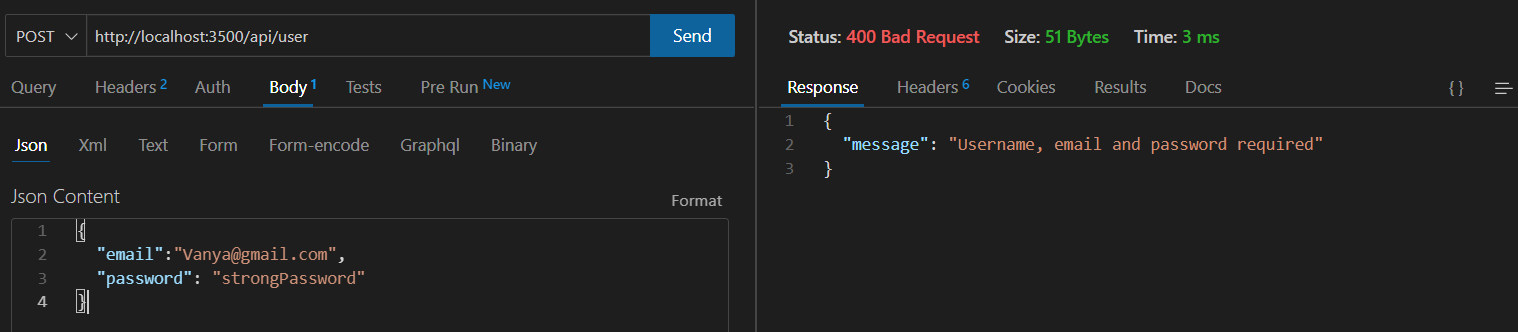 POST http://localhost:3500/api/user Send
Query Headers 2 Auth Body 1 Tests Pre Run New
Json Xml Text Form Form-encode Graphql Binary
Json Content
Format
1 {
2 "email":"Vanya@gmail.com",
3 "password": "strongPassword"
4 }
Status: 400 Bad Request Size: 51 Bytes Time: 3 ms
Response Headers 6 Cookies Results Docs {}
1 {
2 "message": "Username, email and password required"
3 }